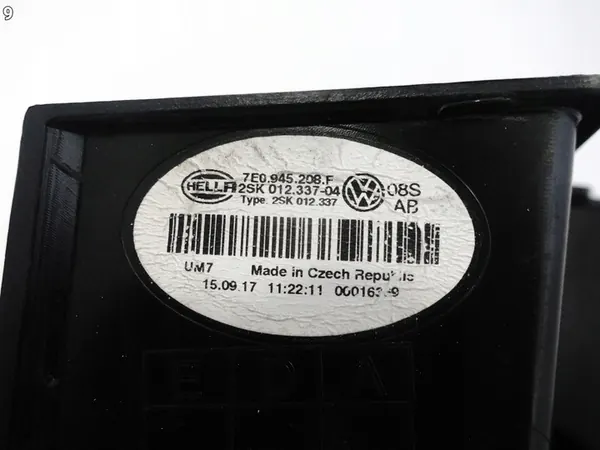 9
7E0.945.208.F
HELLA 2SK 012.337-04 08S
Type: 2SK 012.337 AB
UM7 Made in Czech
15.09.17 11:22:11
EDA